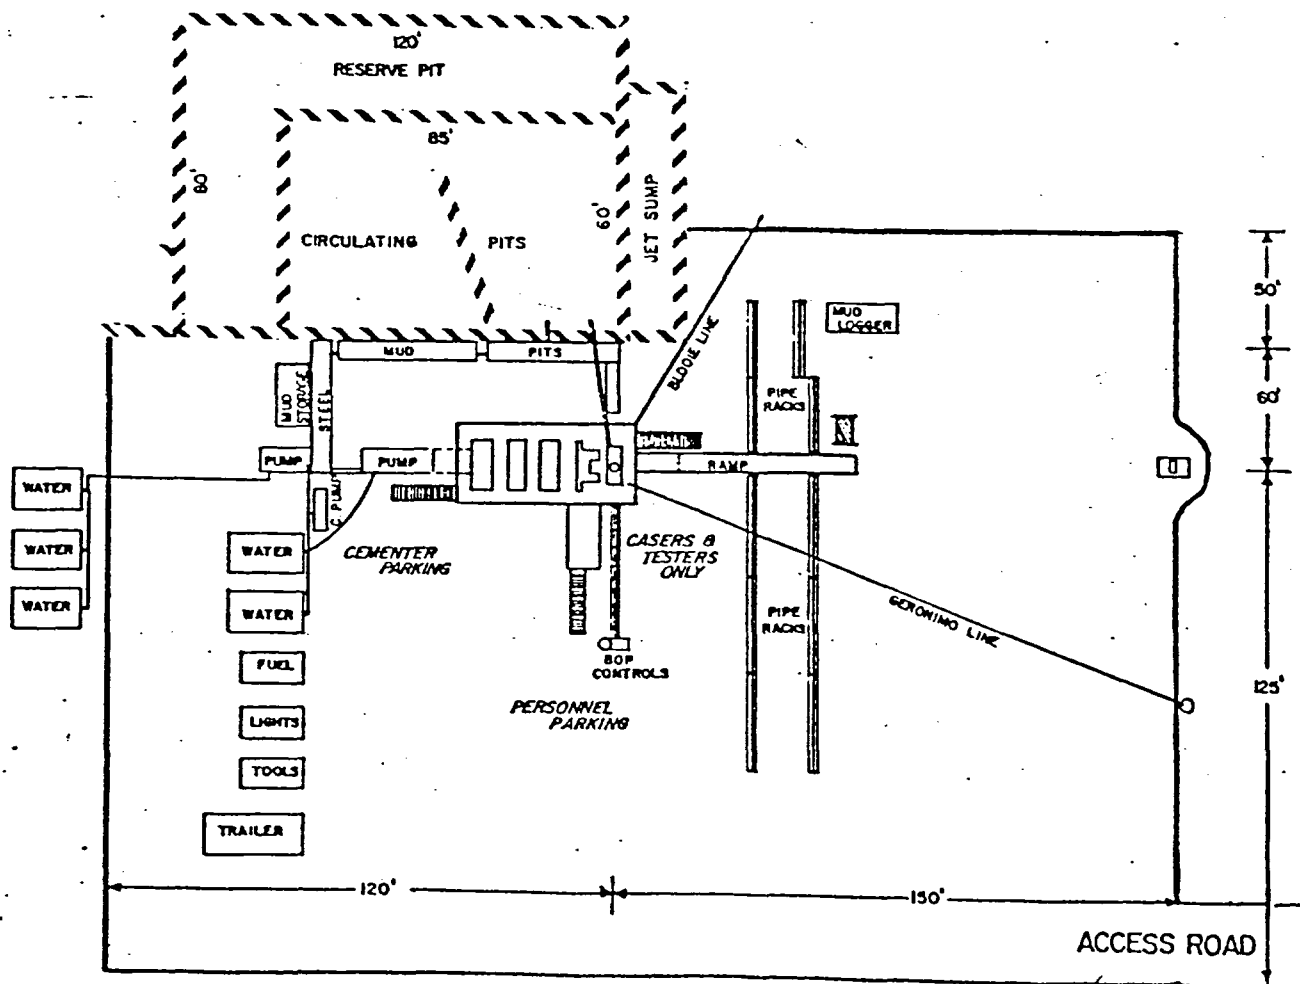 120'
RESERVE PIT
85'
80'
60'
JET SUMP
CIRCULATING PITS
50'
MUD
LOGGER
BLOOIE LINE
MUD
PITS
MUD
STORAGE
STEEL
PIPE
RACKS
60'
PUMP
PUMP
RAMP
WATER
C. PUMP
WATER
WATER
WATER
WATER
CEMENTER
PARKING
CASERS &
TESTERS
ONLY
GERONIMO LINE
PIPE
RACKS
BOP
CONTROLS
FUEL
125'
PERSONNEL
PARKING
LIGHTS
TOOLS
TRAILER
120'
150'
ACCESS ROAD